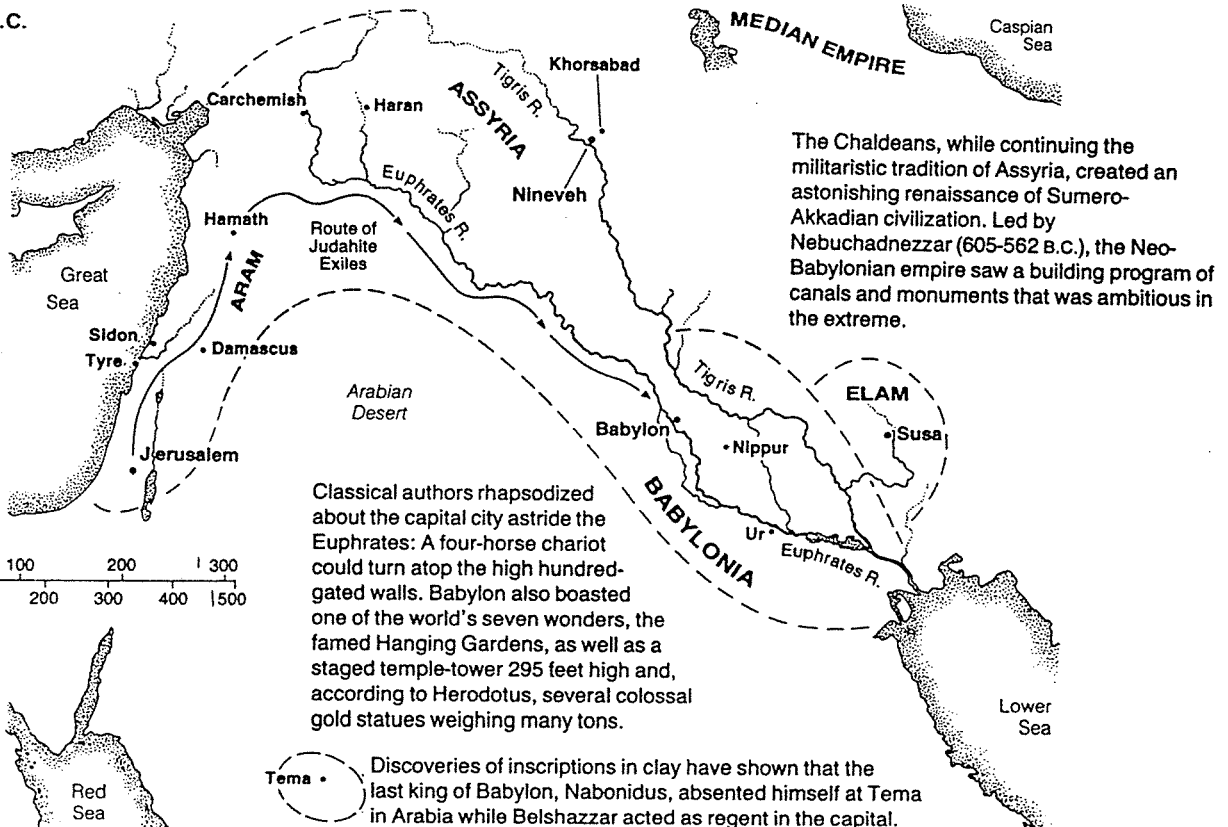 .C.
MEDIAN EMPIRE
Caspian
Sea
Khorsabad
Tigris R.
ASSYRIA
Carchemish
Haran
Nineveh
Euphrates R.
The Chaldeans, while continuing the
militaristic tradition of Assyria, created an
astonishing renaissance of Sumero-
Akkadian civilization. Led by
Nebuchadnezzar (605-562 B.C.), the Neo-
Babylonian empire saw a building program of
canals and monuments that was ambitious in
the extreme.
Hamath
Route of
Judahite
Exiles
Great
Sea
ARAM
Sidon
Tyre
Damascus
Arabian
Desert
Tigris R.
ELAM
Susa
Babylon
Nippur
Jerusalem
BABYLONIA
Ur
Euphrates R.
Classical authors rhapsodized
about the capital city astride the
Euphrates: A four-horse chariot
could turn atop the high hundred-
gated walls. Babylon also boasted
one of the world's seven wonders, the
famed Hanging Gardens, as well as a
staged temple-tower 295 feet high and,
according to Herodotus, several colossal
gold statues weighing many tons.
100 200 300
200 300 400 500
Lower
Sea
Red
Sea
Tema
Discoveries of inscriptions in clay have shown that the
last king of Babylon, Nabonidus, absented himself at Tema
in Arabia while Belshazzar acted as regent in the capital.